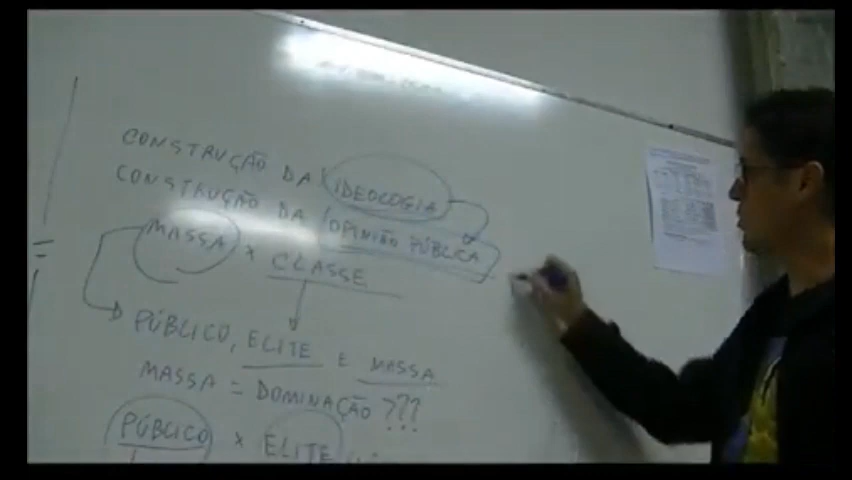 CONSTRUÇÃO DA IDEOLOGIA
CONSTRUÇÃO DA OPINIÃO PÚBLICA
MASSA x CLASSE
PÚBLICO, ELITE E MASSA
MASSA = DOMINAÇÃO ???
PÚBLICO x ELITE